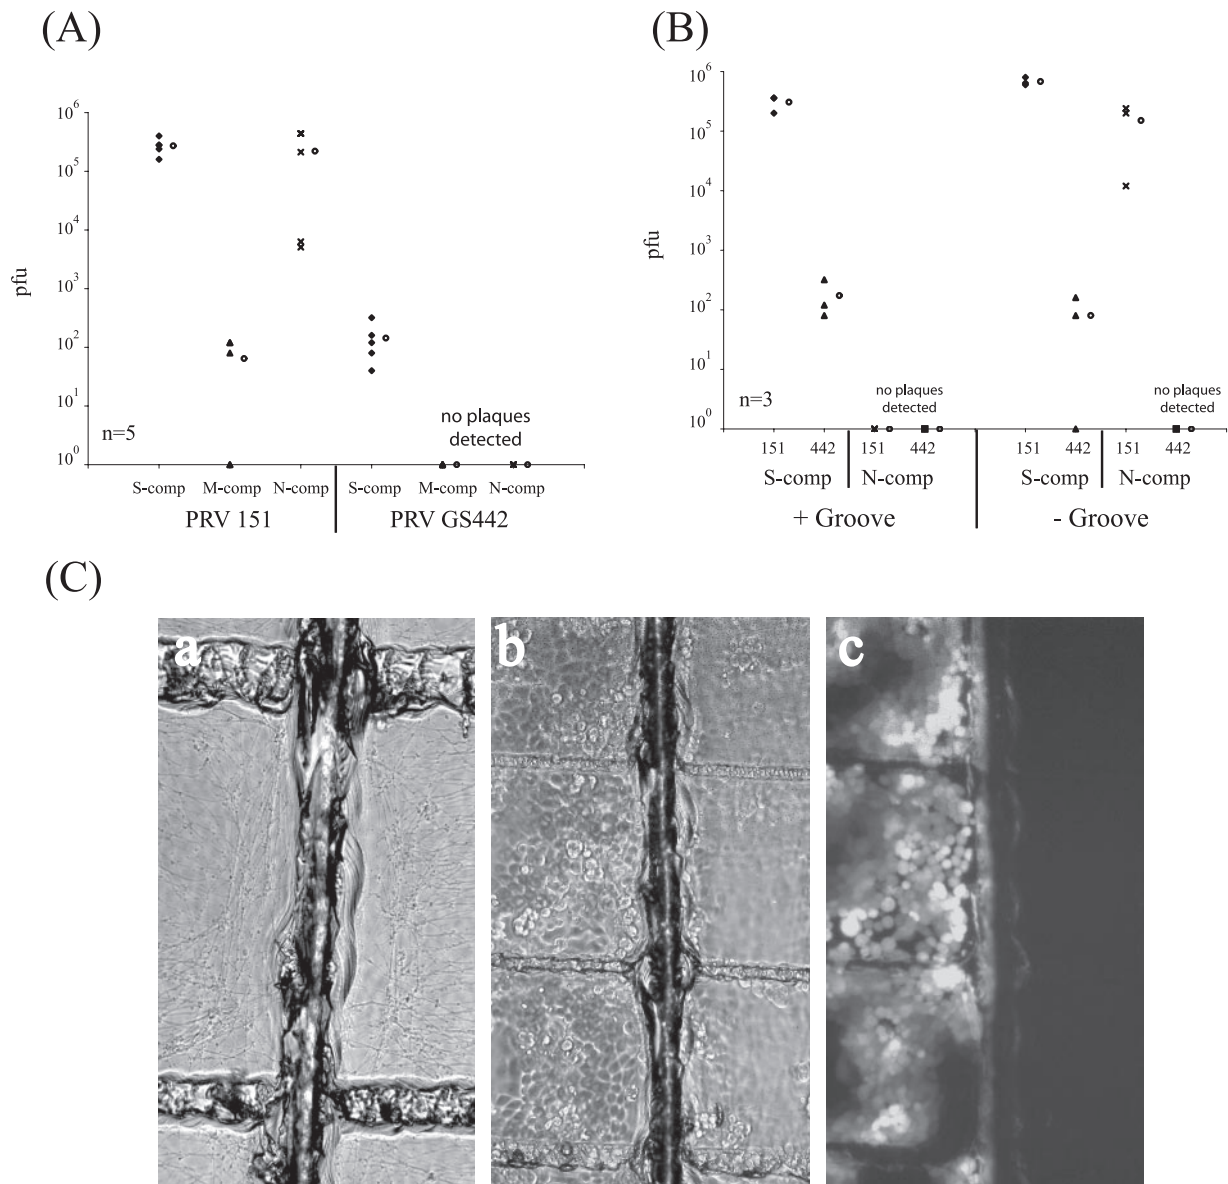 (A)
pfu
10^6
10^5
10^4
10^3
10^2
10^1
10^0
n=5
no plaques
detected
S-comp M-comp N-comp S-comp M-comp N-comp
PRV 151 PRV GS442
(B)
pfu
10^6
10^5
10^4
10^3
10^2
10^1
10^0
n=3
no plaques
detected
no plaques
detected
151 442 151 442 151 442 151 442
S-comp N-comp S-comp N-comp
+ Groove - Groove
(C)
a
b
c